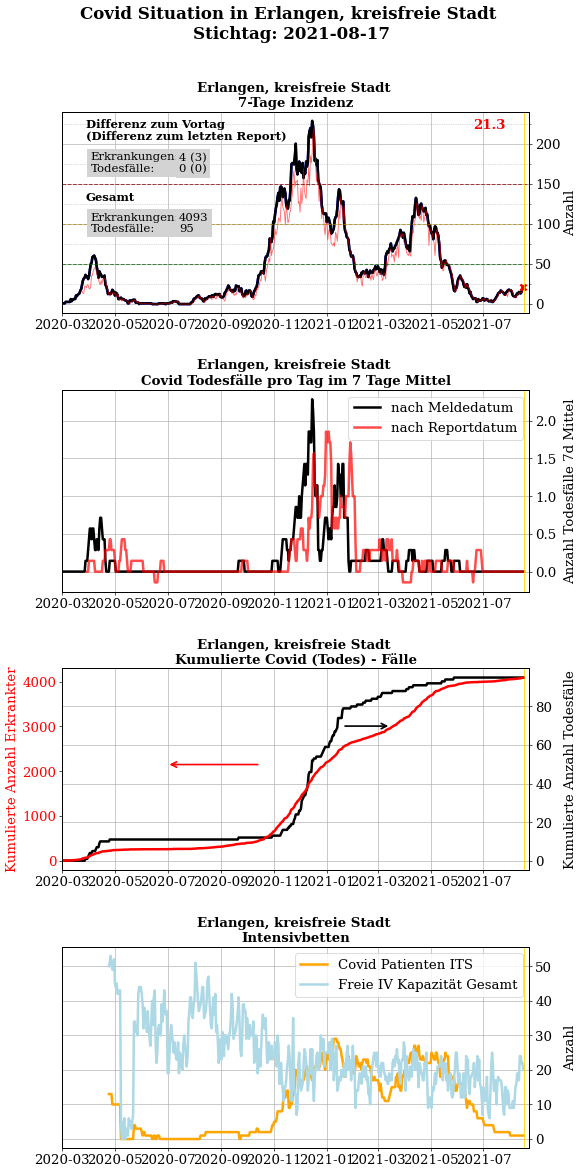 Covid Situation in Erlangen, kreisfreie Stadt
Stichtag: 2021-08-17
Erlangen, kreisfreie Stadt
7-Tage Inzidenz
Differenz zum Vortag
(Differenz zum letzten Report)
Erkrankungen 4 (3)
Todesfälle: 0 (0)
Gesamt
Erkrankungen 4093
Todesfälle: 95
21.3
200
150
100
50
0
Anzahl
2020-03 2020-05 2020-07 2020-09 2020-11 2021-01 2021-03 2021-05 2021-07
Erlangen, kreisfreie Stadt
Covid Todesfälle pro Tag im 7 Tage Mittel
nach Meldedatum
nach Reportdatum
2.0
1.5
1.0
0.5
0.0
Anzahl Todesfälle 7d Mittel
2020-03 2020-05 2020-07 2020-09 2020-11 2021-01 2021-03 2021-05 2021-07
Erlangen, kreisfreie Stadt
Kumulierte Covid (Todes) - Fälle
Kumulierte Anzahl Erkrankter
4000
3000
2000
1000
0
80
60
40
20
0
Kumulierte Anzahl Todesfälle
2020-03 2020-05 2020-07 2020-09 2020-11 2021-01 2021-03 2021-05 2021-07
Erlangen, kreisfreie Stadt
Intensivbetten
Covid Patienten ITS
Freie IV Kapazität Gesamt
50
40
30
20
10
0
Anzahl
2020-03 2020-05 2020-07 2020-09 2020-11 2021-01 2021-03 2021-05 2021-07